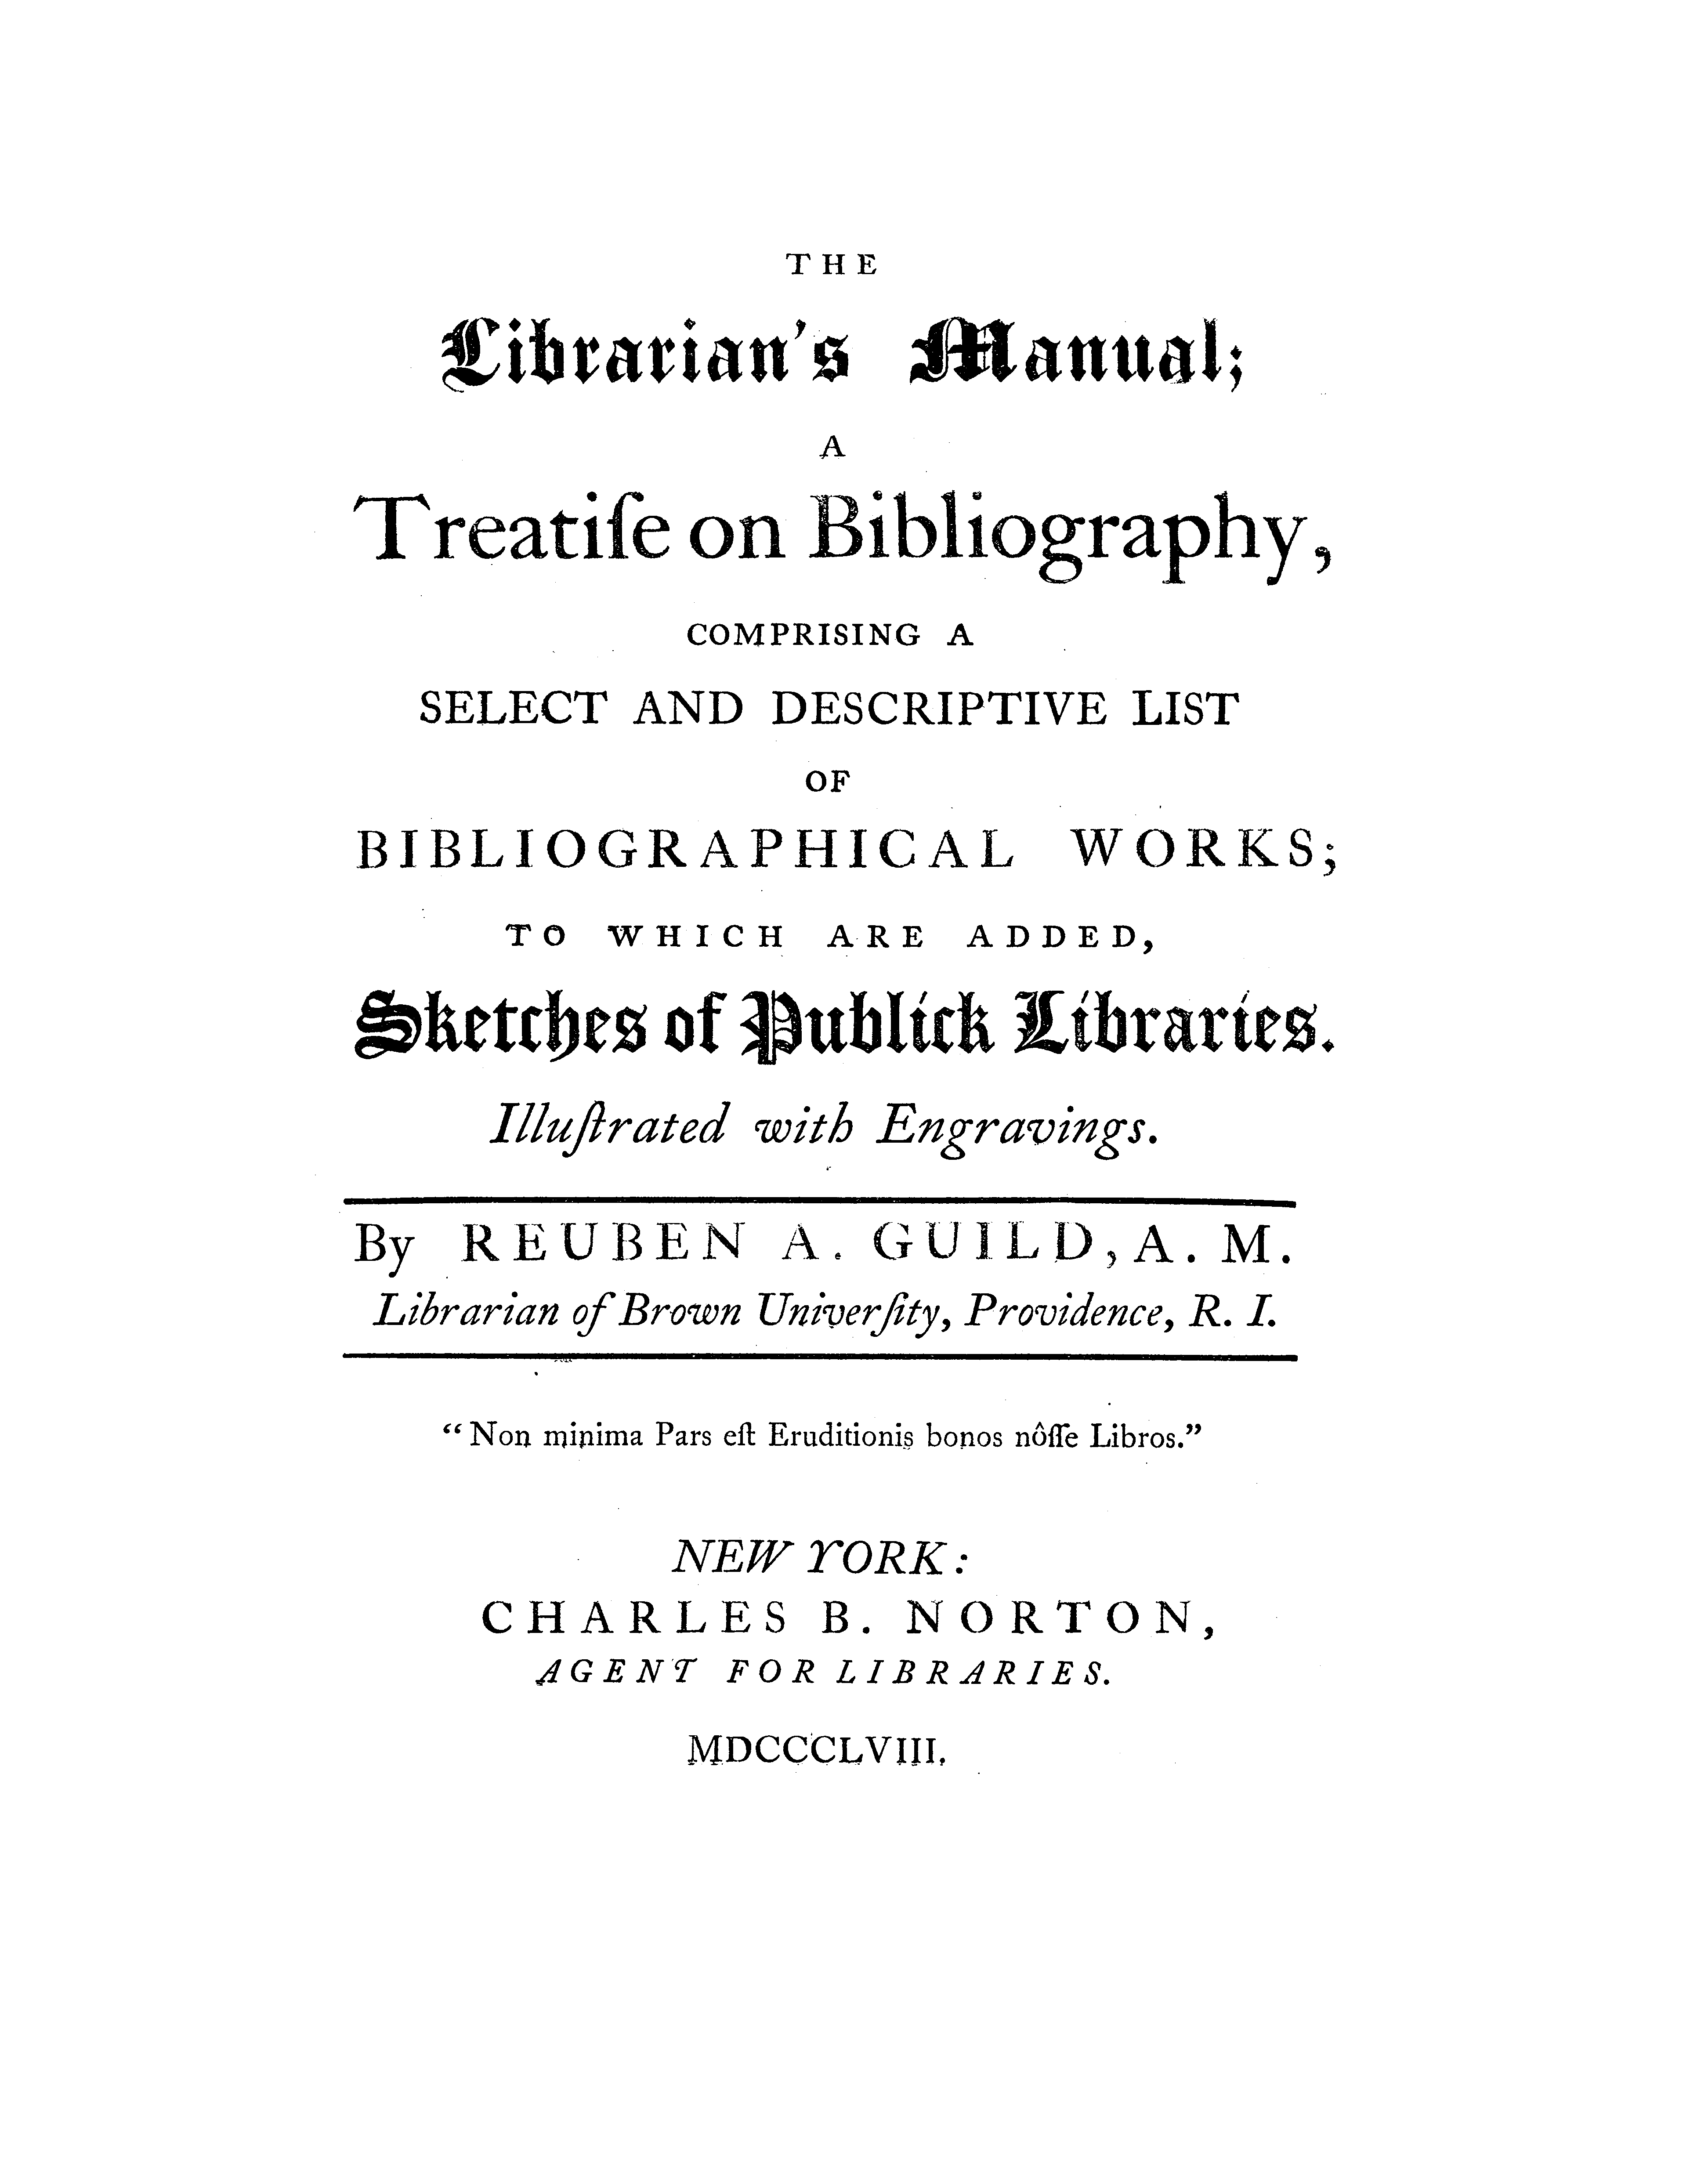 THE
Librarian's Manual;
A
Treatiſe on Bibliography,
COMPRISING A
SELECT AND DESCRIPTIVE LIST
OF
BIBLIOGRAPHICAL WORKS;
TO WHICH ARE ADDED,
Sketches of Publick Libraries.
Illuſtrated with Engravings.
By REUBEN A. GUILD, A. M.
Librarian of Brown Univerſity, Providence, R. I.
“Non minima Pars eſt Eruditionis bonos nôſſe Libros.”
NEW YORK:
CHARLES B. NORTON,
AGENT FOR LIBRARIES.
MDCCCLVIII.